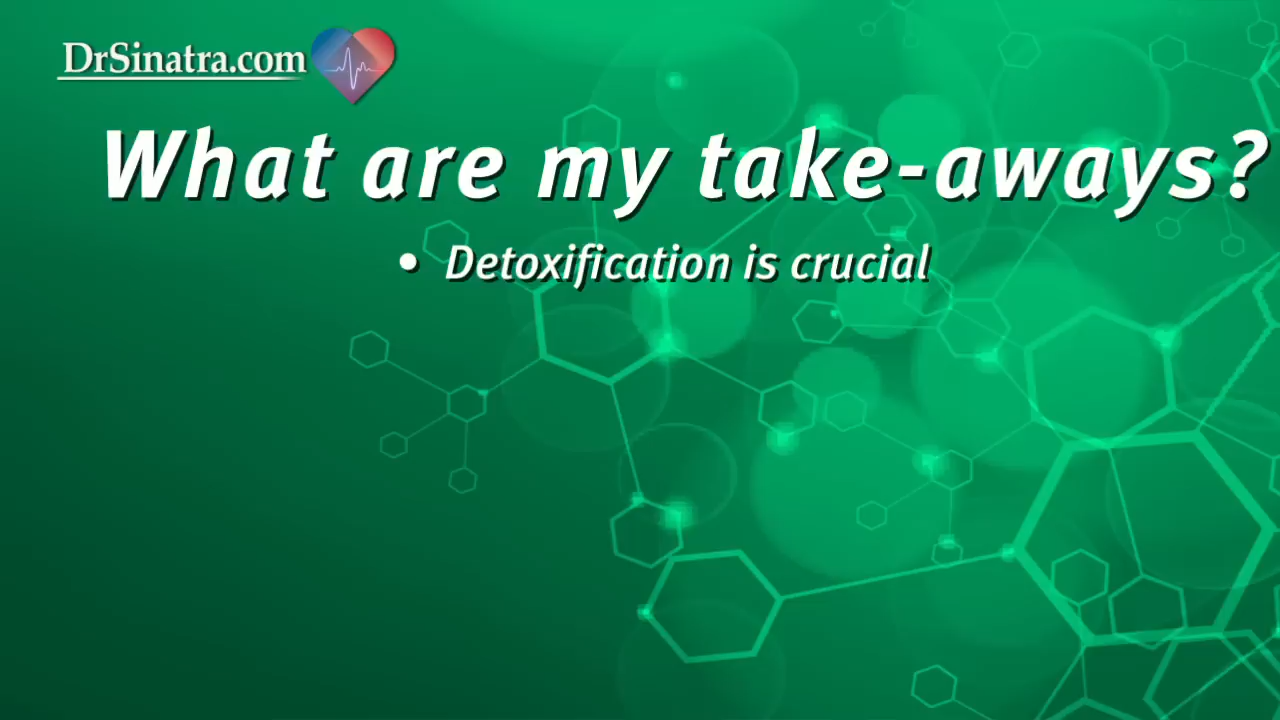 DrSinatra.com
What are my take-aways?
• Detoxification is crucial